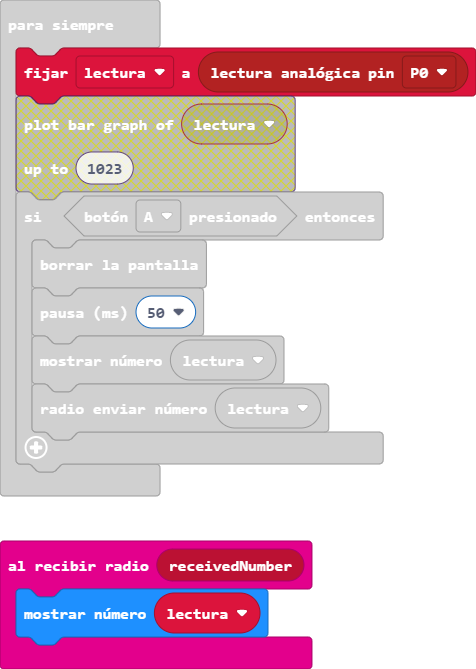 para siempre
fijar lectura a lectura analógica pin P0
plot bar graph of lectura
up to 1023
si botón A presionado entonces
borrar la pantalla
pausa (ms) 50
mostrar número lectura
radio enviar número lectura
al recibir radio receivedNumber
mostrar número lectura